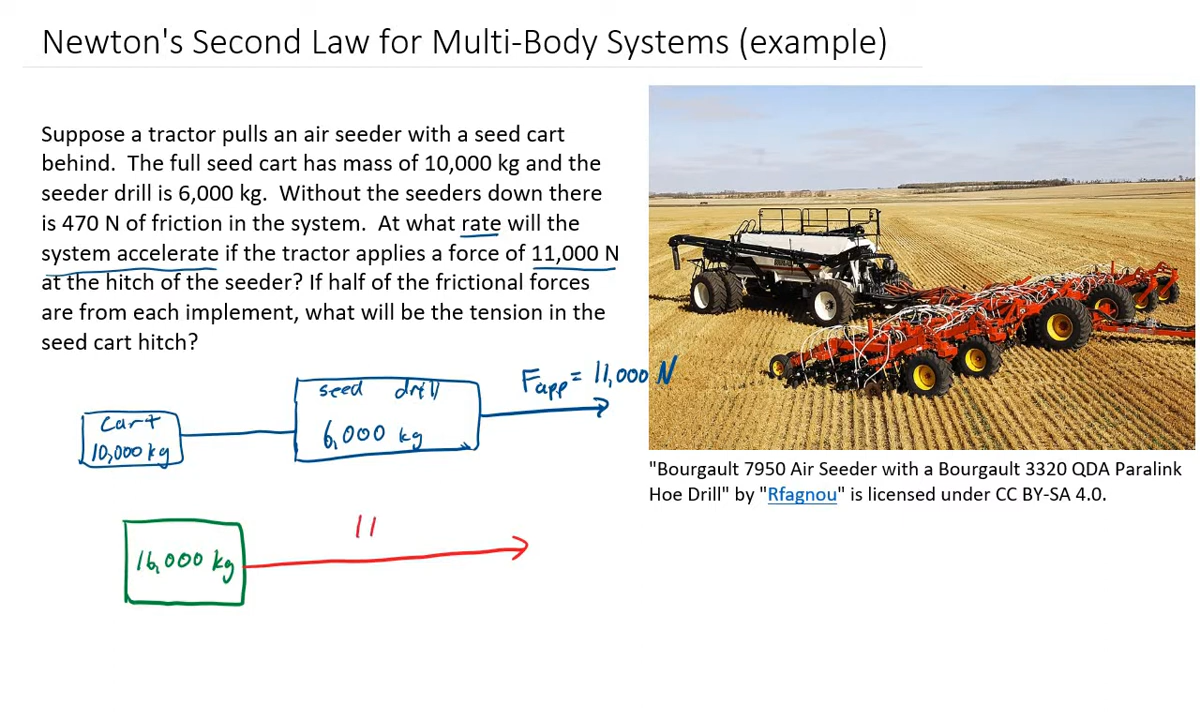 Newton's Second Law for Multi-Body Systems (example)
Suppose a tractor pulls an air seeder with a seed cart
behind. The full seed cart has mass of 10,000 kg and the
seeder drill is 6,000 kg. Without the seeders down there
is 470 N of friction in the system. At what rate will the
system accelerate if the tractor applies a force of 11,000 N
at the hitch of the seeder? If half of the frictional forces
are from each implement, what will be the tension in the
seed cart hitch?
Fapp = 11,000 N
seed drill
6,000 kg
cart
10,000 kg
"Bourgault 7950 Air Seeder with a Bourgault 3320 QDA Paralink
Hoe Drill" by "Rfagnou" is licensed under CC BY-SA 4.0.
11
16,000 kg